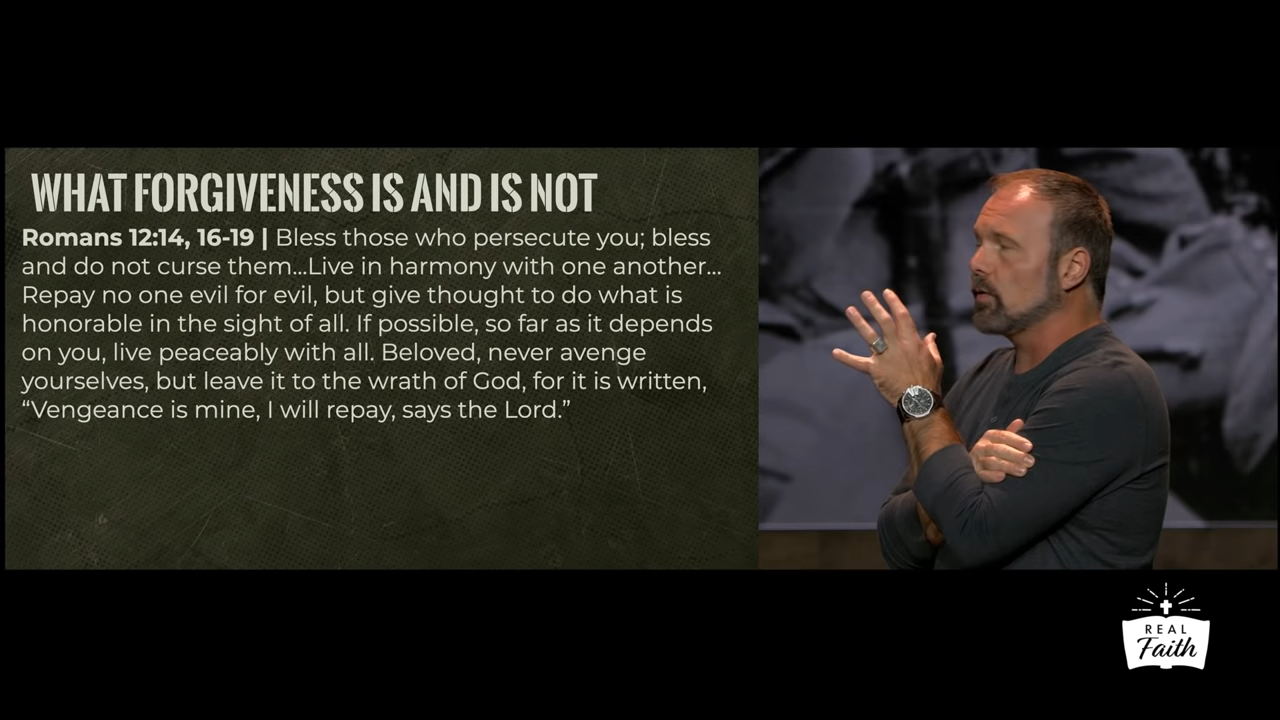 WHAT FORGIVENESS IS AND IS NOT
Romans 12:14, 16-19 | Bless those who persecute you; bless
and do not curse them...Live in harmony with one another...
Repay no one evil for evil, but give thought to do what is
honorable in the sight of all. If possible, so far as it depends
on you, live peaceably with all. Beloved, never avenge
yourselves, but leave it to the wrath of God, for it is written,
“Vengeance is mine, I will repay, says the Lord.”
REAL
Faith